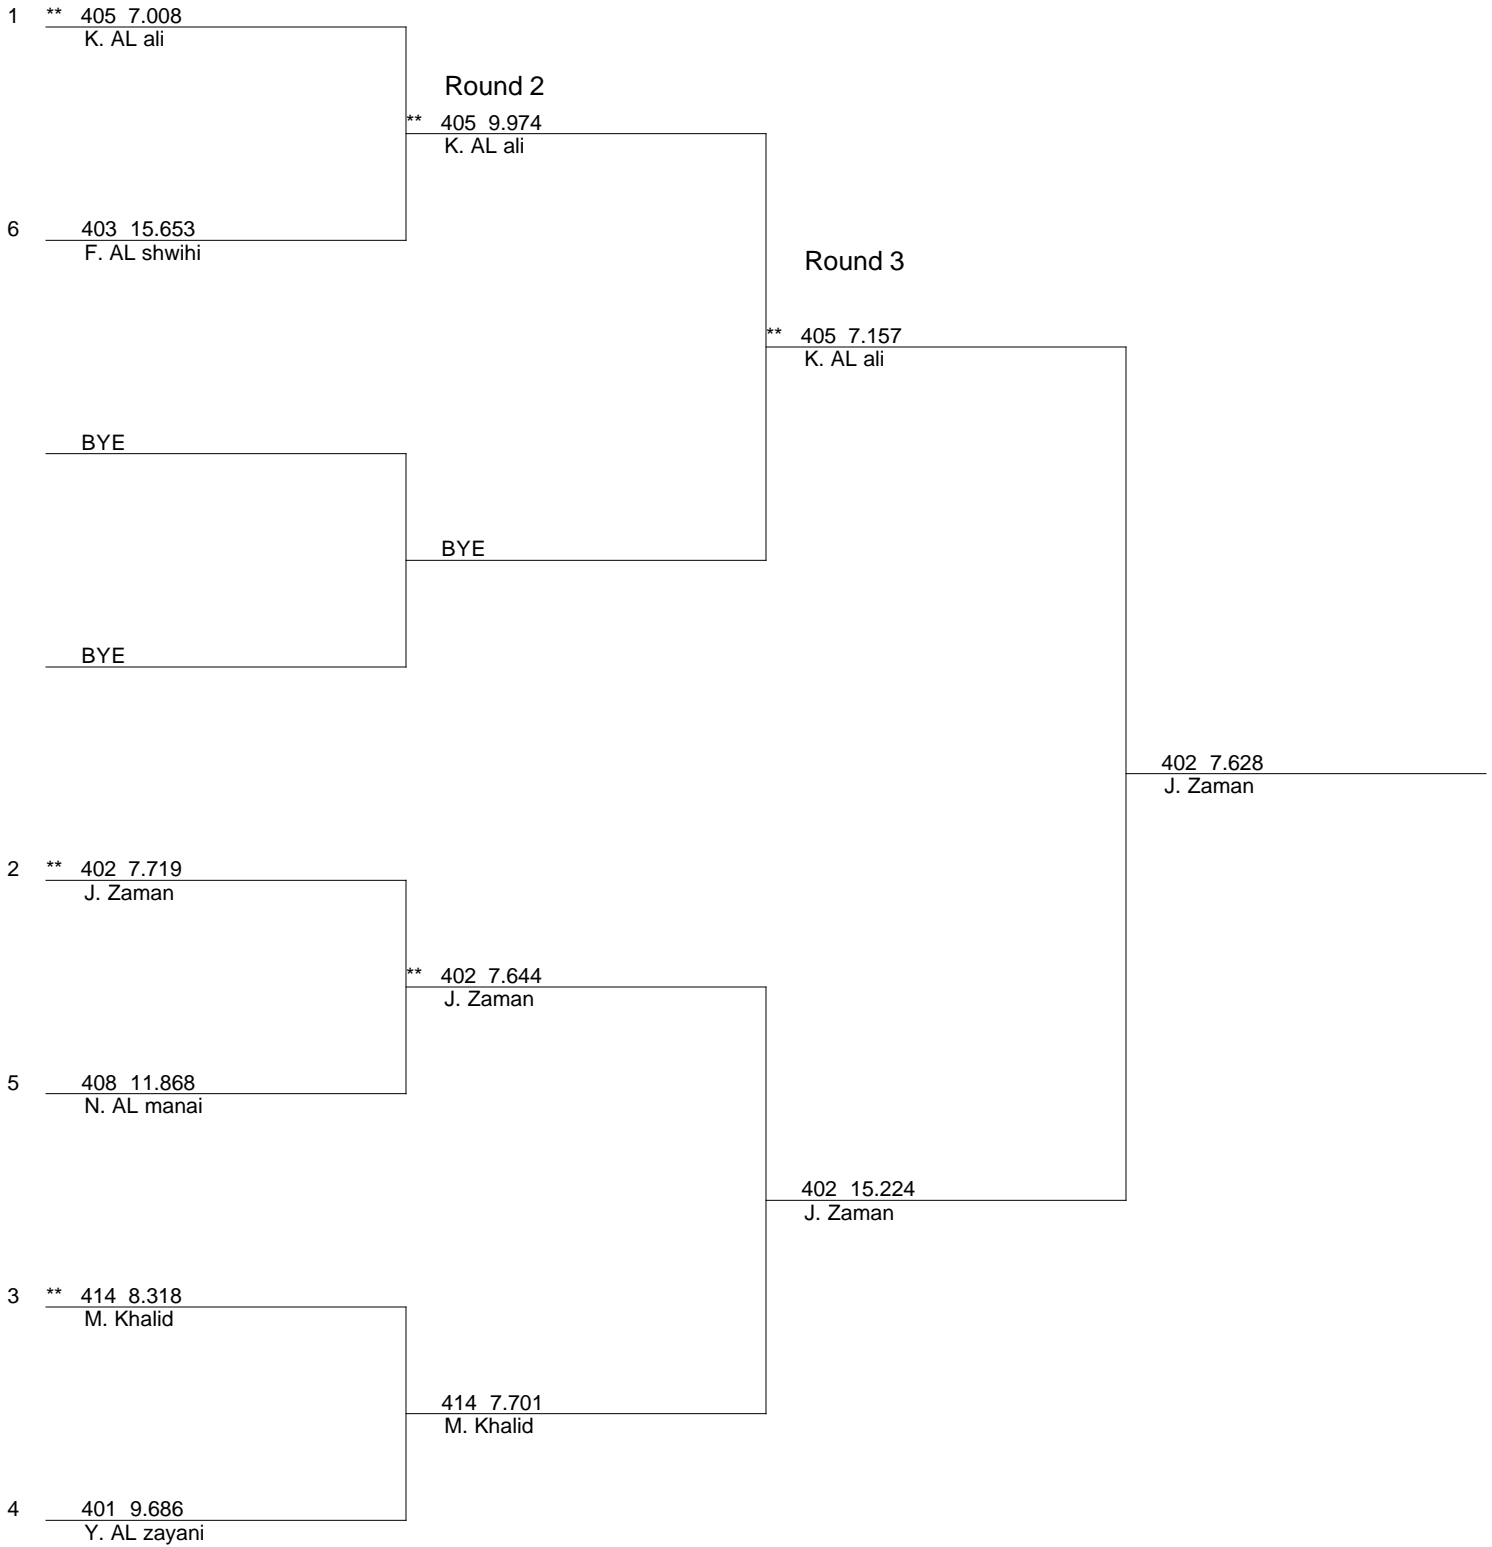 1 ** 405 7.008
K. AL ali
Round 2
** 405 9.974
K. AL ali
6 403 15.653
F. AL shwihi
Round 3
** 405 7.157
K. AL ali
BYE
BYE
BYE
402 7.628
J. Zaman
2 ** 402 7.719
J. Zaman
** 402 7.644
J. Zaman
5 408 11.868
N. AL manai
402 15.224
J. Zaman
3 ** 414 8.318
M. Khalid
414 7.701
M. Khalid
4 401 9.686
Y. AL zayani